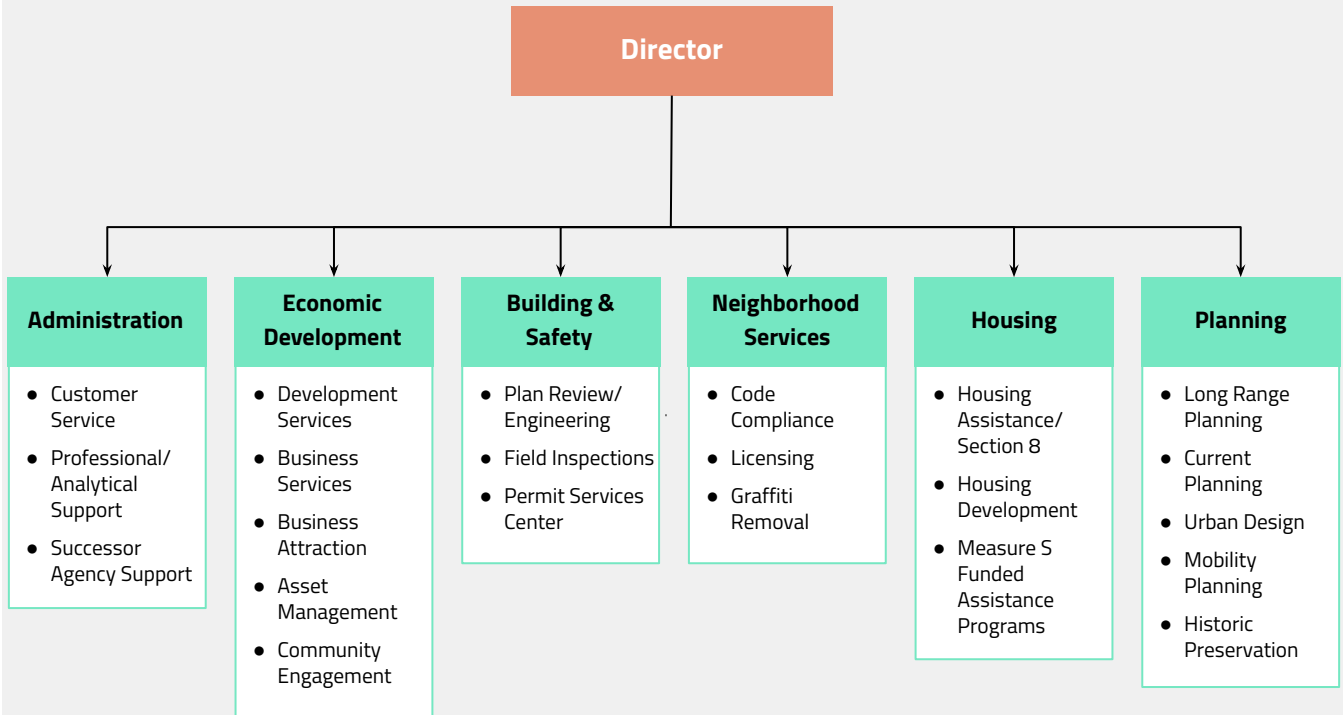 Director
Administration
● Customer
Service
● Professional/
Analytical
Support
● Successor
Agency Support
Economic
Development
● Development
Services
● Business
Services
● Business
Attraction
● Asset
Management
● Community
Engagement
Building &
Safety
● Plan Review/
Engineering
● Field Inspections
● Permit Services
Center
Neighborhood
Services
● Code
Compliance
● Licensing
● Graffiti
Removal
Housing
● Housing
Assistance/
Section 8
● Housing
Development
● Measure S
Funded
Assistance
Programs
Planning
● Long Range
Planning
● Current
Planning
● Urban Design
● Mobility
Planning
● Historic
Preservation